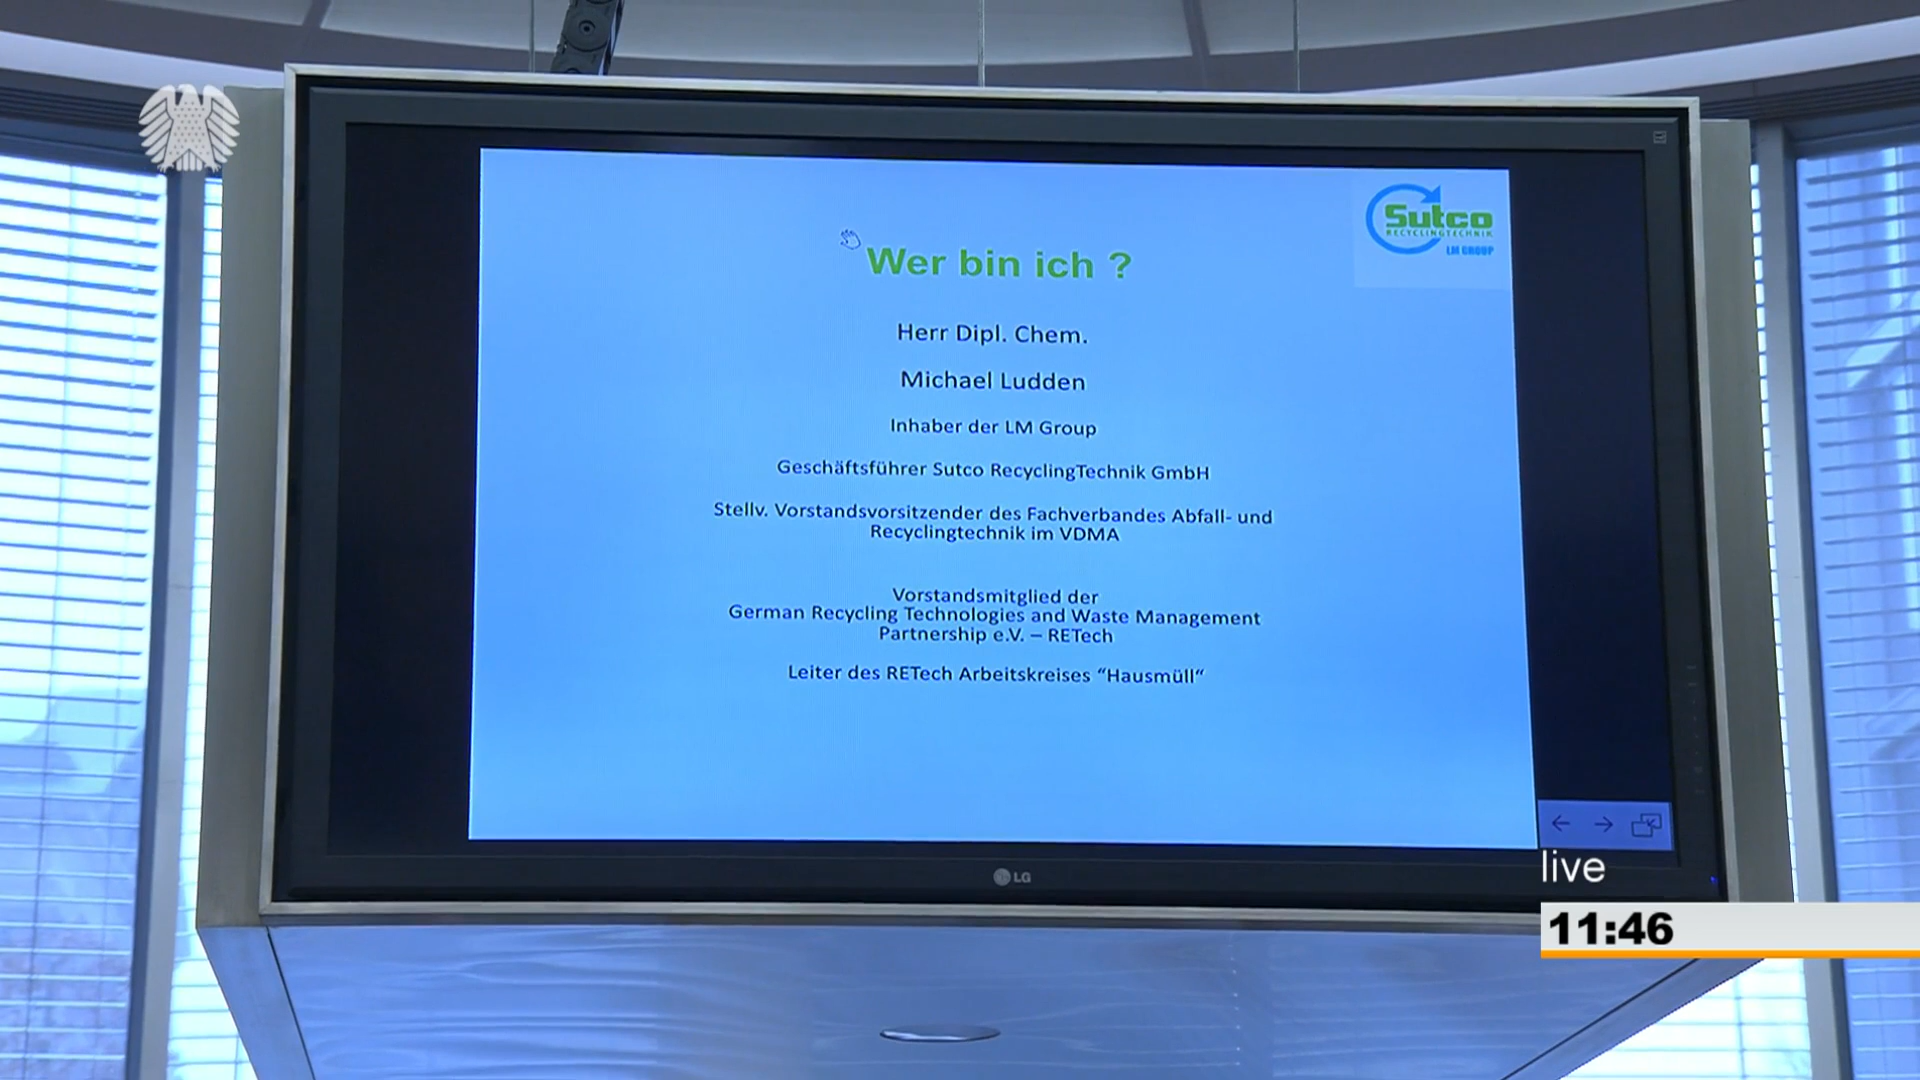 Sutco
RECYCLINGTECHNIK
LM GROUP
Wer bin ich ?
Herr Dipl. Chem.
Michael Ludden
Inhaber der LM Group
Geschäftsführer Sutco RecyclingTechnik GmbH
Stellv. Vorstandsvorsitzender des Fachverbandes Abfall- und
Recyclingtechnik im VDMA
Vorstandsmitglied der
German Recycling Technologies and Waste Management
Partnership e.V. – RETech
Leiter des RETech Arbeitskreises “Hausmüll“
LG
live
11:46